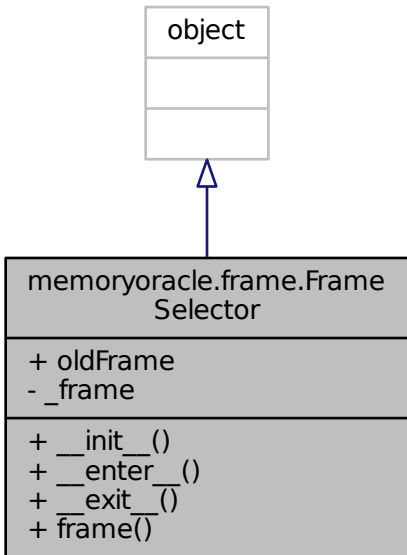 object
memoryoracle.frame.Frame
Selector
+ oldFrame
- _frame
+ __init__()
+ __enter__()
+ __exit__()
+ frame()